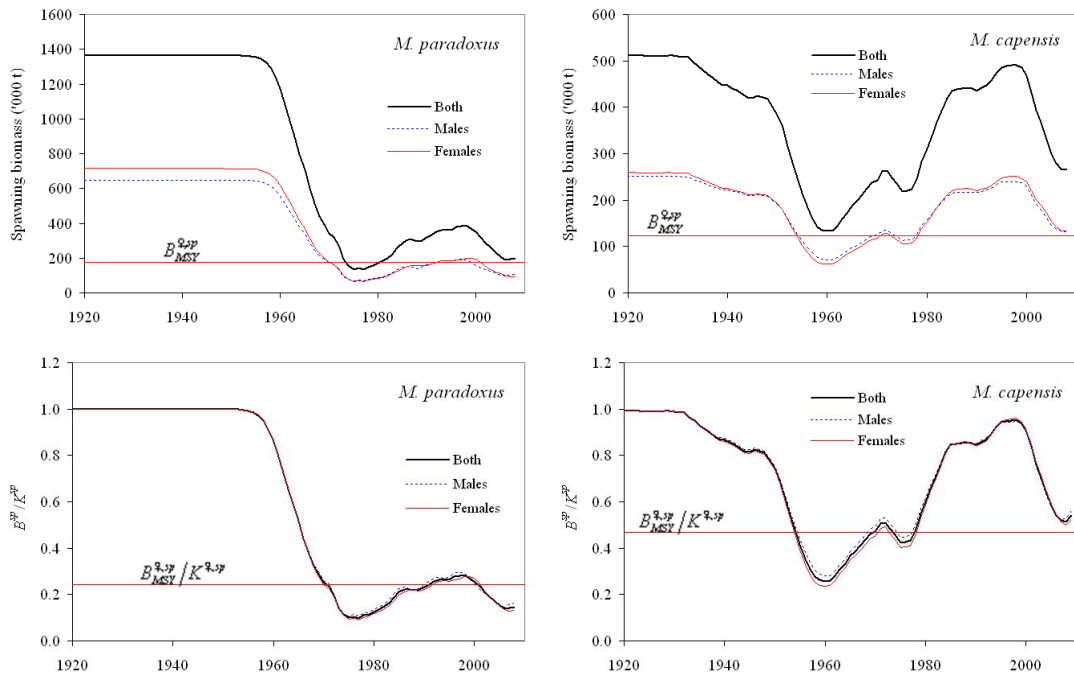 M. paradoxus
Spawning biomass ('000 t)
1600
1400
1200
1000
800
600
400
200
0
Both
Males
Females
B^{♀,sp}_{MSY}
1920 1940 1960 1980 2000
M. capensis
Spawning biomass ('000 t)
600
500
400
300
200
100
0
Both
Males
Females
B^{♀,sp}_{MSY}
1920 1940 1960 1980 2000
M. paradoxus
B^{sp}/K^{sp}
1.2
1.0
0.8
0.6
0.4
0.2
0.0
Both
Males
Females
B^{♀,sp}_{MSY}/K^{♀,sp}
1920 1940 1960 1980 2000
M. capensis
B^{sp}/K^{sp}
1.2
1.0
0.8
0.6
0.4
0.2
0.0
Both
Males
Females
B^{♀,sp}_{MSY}/K^{♀,sp}
1920 1940 1960 1980 2000